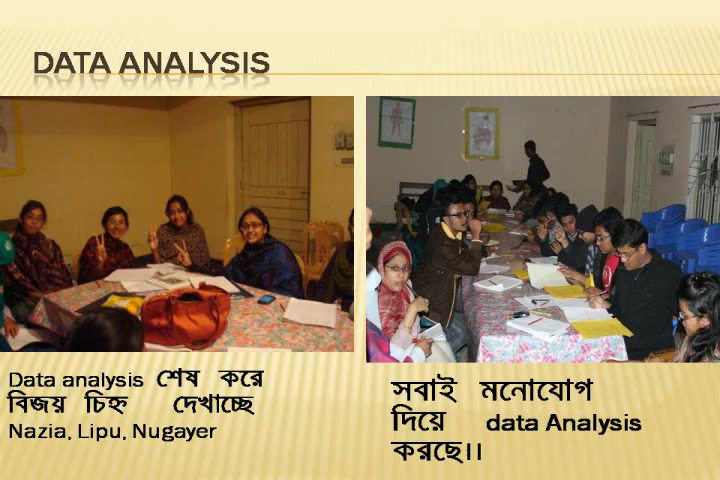 DATA ANALYSIS
Data analysis শেষ করে
বিজয় চিহ্ন দেখাচ্ছে
Nazia, Lipu, Nugayer
সবাই মনোযোগ
দিয়ে data Analysis
করছে।।